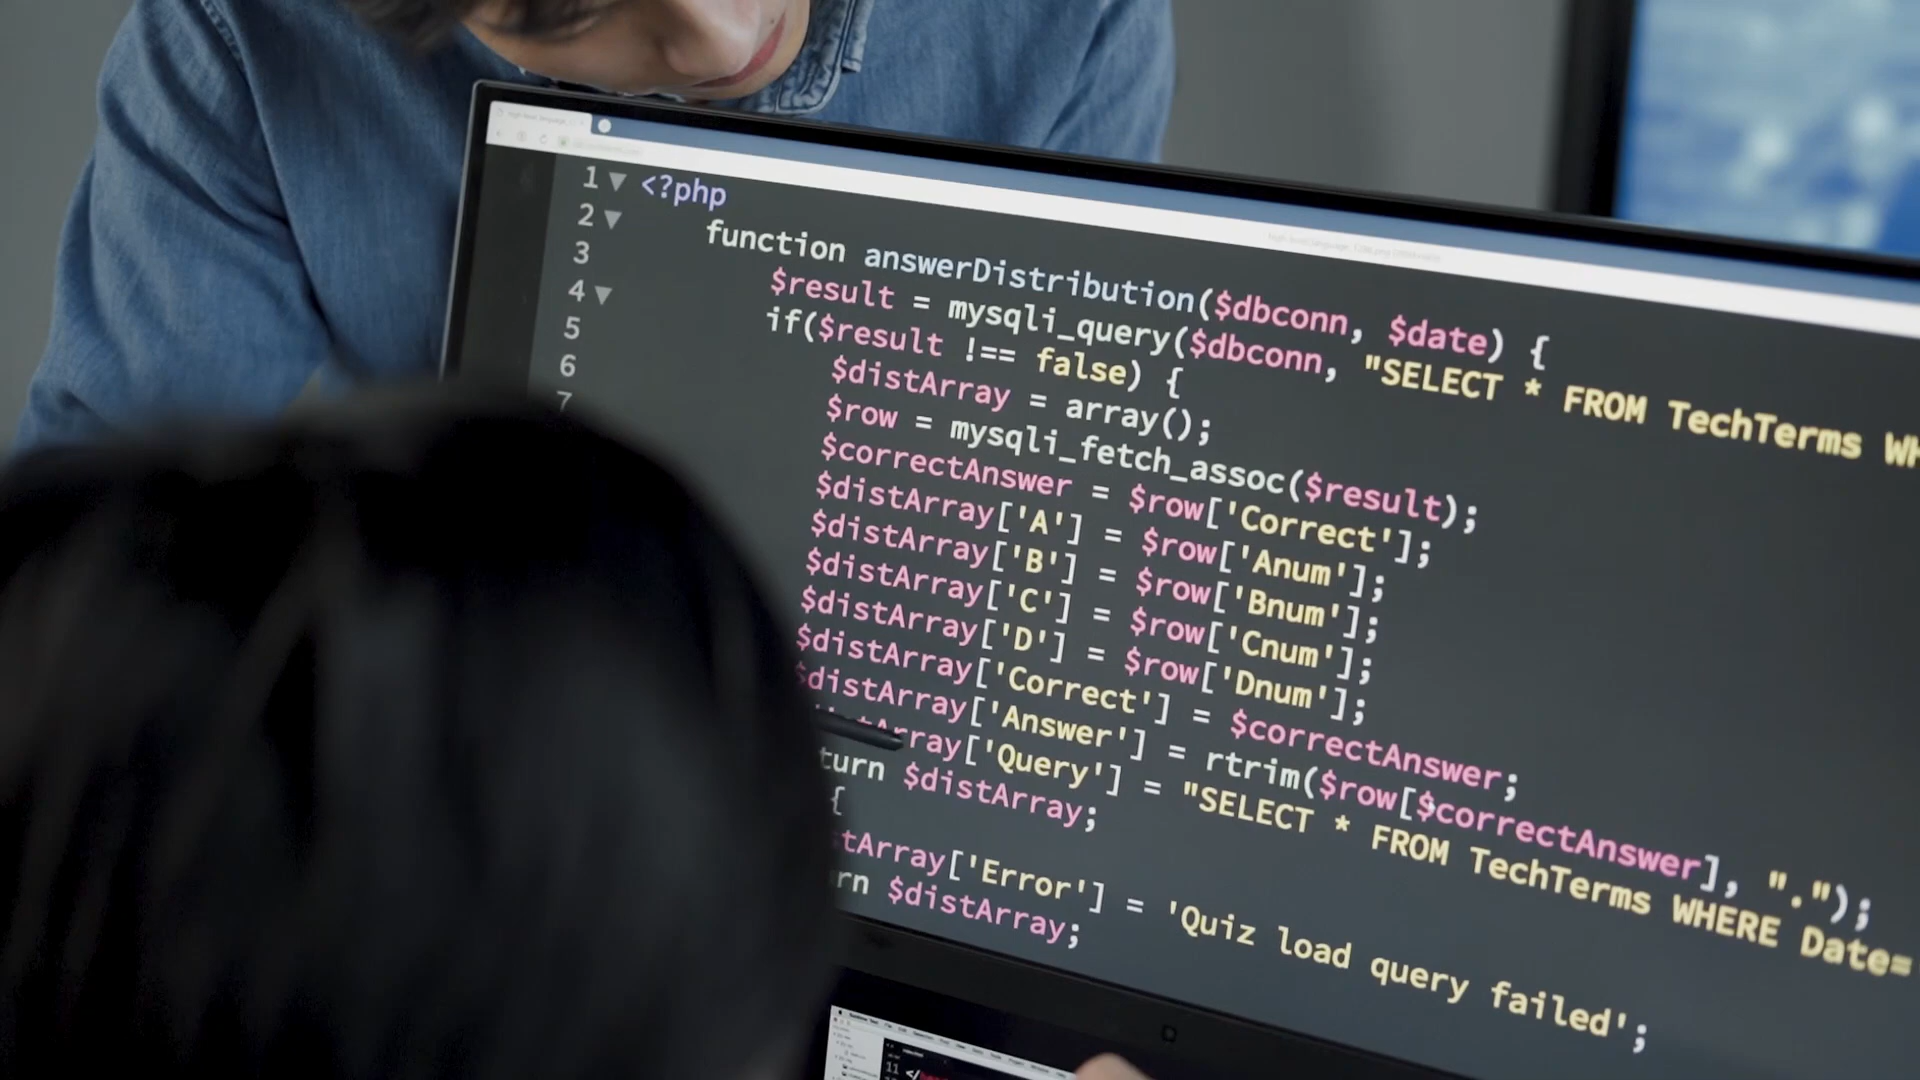 1 <?php
2 function answerDistribution($dbconn, $date) {
3 $result = mysqli_query($dbconn, "SELECT * FROM TechTerms WH
4 if($result !== false) {
5 $distArray = array();
6 $row = mysqli_fetch_assoc($result);
7 $correctAnswer = $row['Correct'];
$distArray['A'] = $row['Anum'];
$distArray['B'] = $row['Bnum'];
$distArray['C'] = $row['Cnum'];
$distArray['D'] = $row['Dnum'];
$distArray['Correct'] = $correctAnswer;
$distArray['Answer'] = rtrim($row[$correctAnswer], ".");
Array['Query'] = "SELECT * FROM TechTerms WHERE Date=
turn $distArray;
{
tArray['Error'] = 'Quiz load query failed';
rn $distArray;
11 </